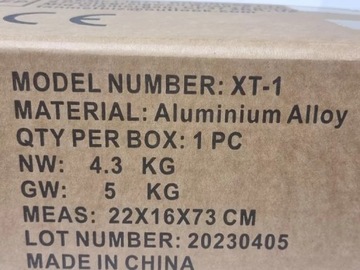 MODEL NUMBER: XT-1
MATERIAL: Aluminium Alloy
QTY PER BOX: 1 PC
NW: 4.3 KG
GW: 5 KG
MEAS: 22X16X73 CM
LOT NUMBER: 20230405
MADE IN CHINA